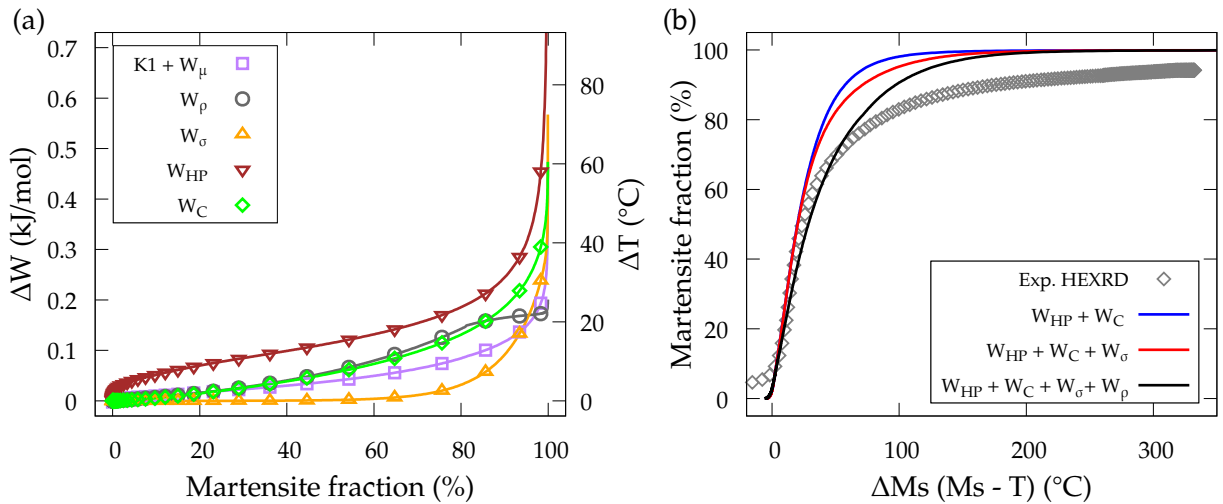 (a)
ΔW (kJ/mol)
0.7
0.6
0.5
0.4
0.3
0.2
0.1
0
K1 + Wμ
Wρ
Wσ
WHP
WC
80
60
40
20
0
ΔT (°C)
0 20 40 60 80 100
Martensite fraction (%)
(b)
Martensite fraction (%)
100
80
60
40
20
0
Exp. HEXRD
WHP + WC
WHP + WC + Wσ
WHP + WC + Wσ + Wρ
0 100 200 300
ΔMs (Ms - T) (°C)